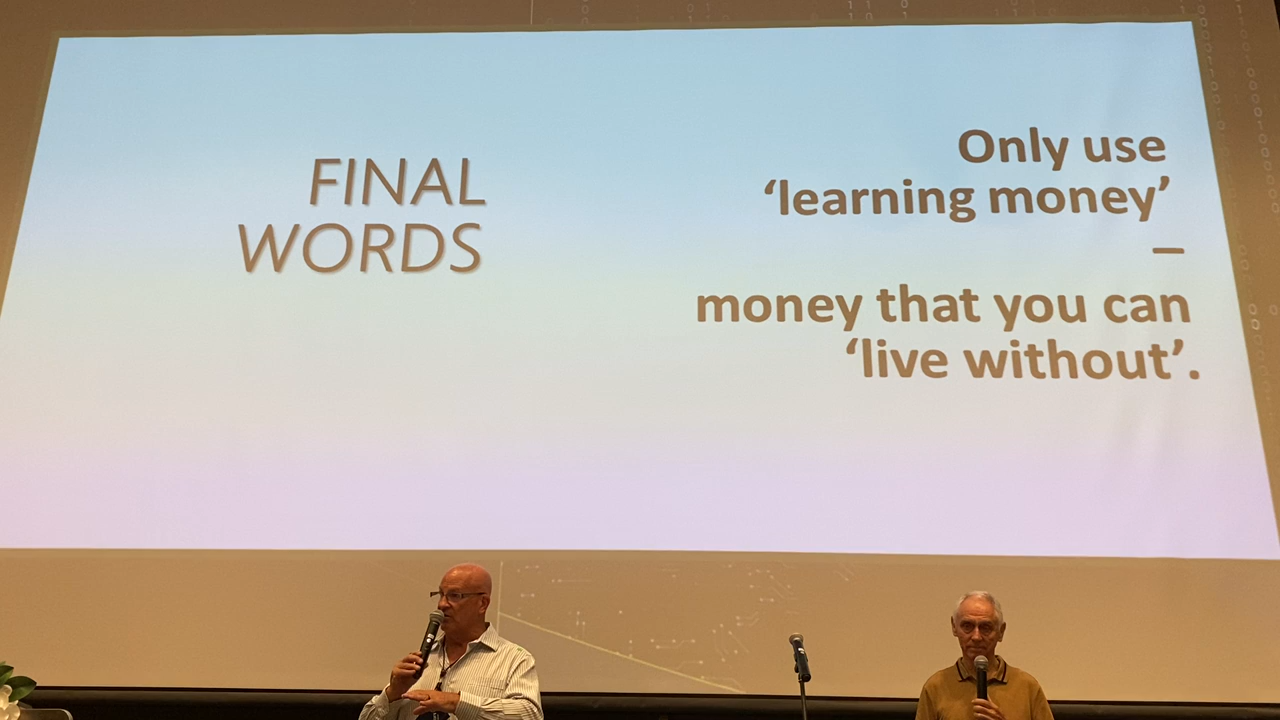 FINAL
WORDS
Only use
‘learning money’
–
money that you can
‘live without’.